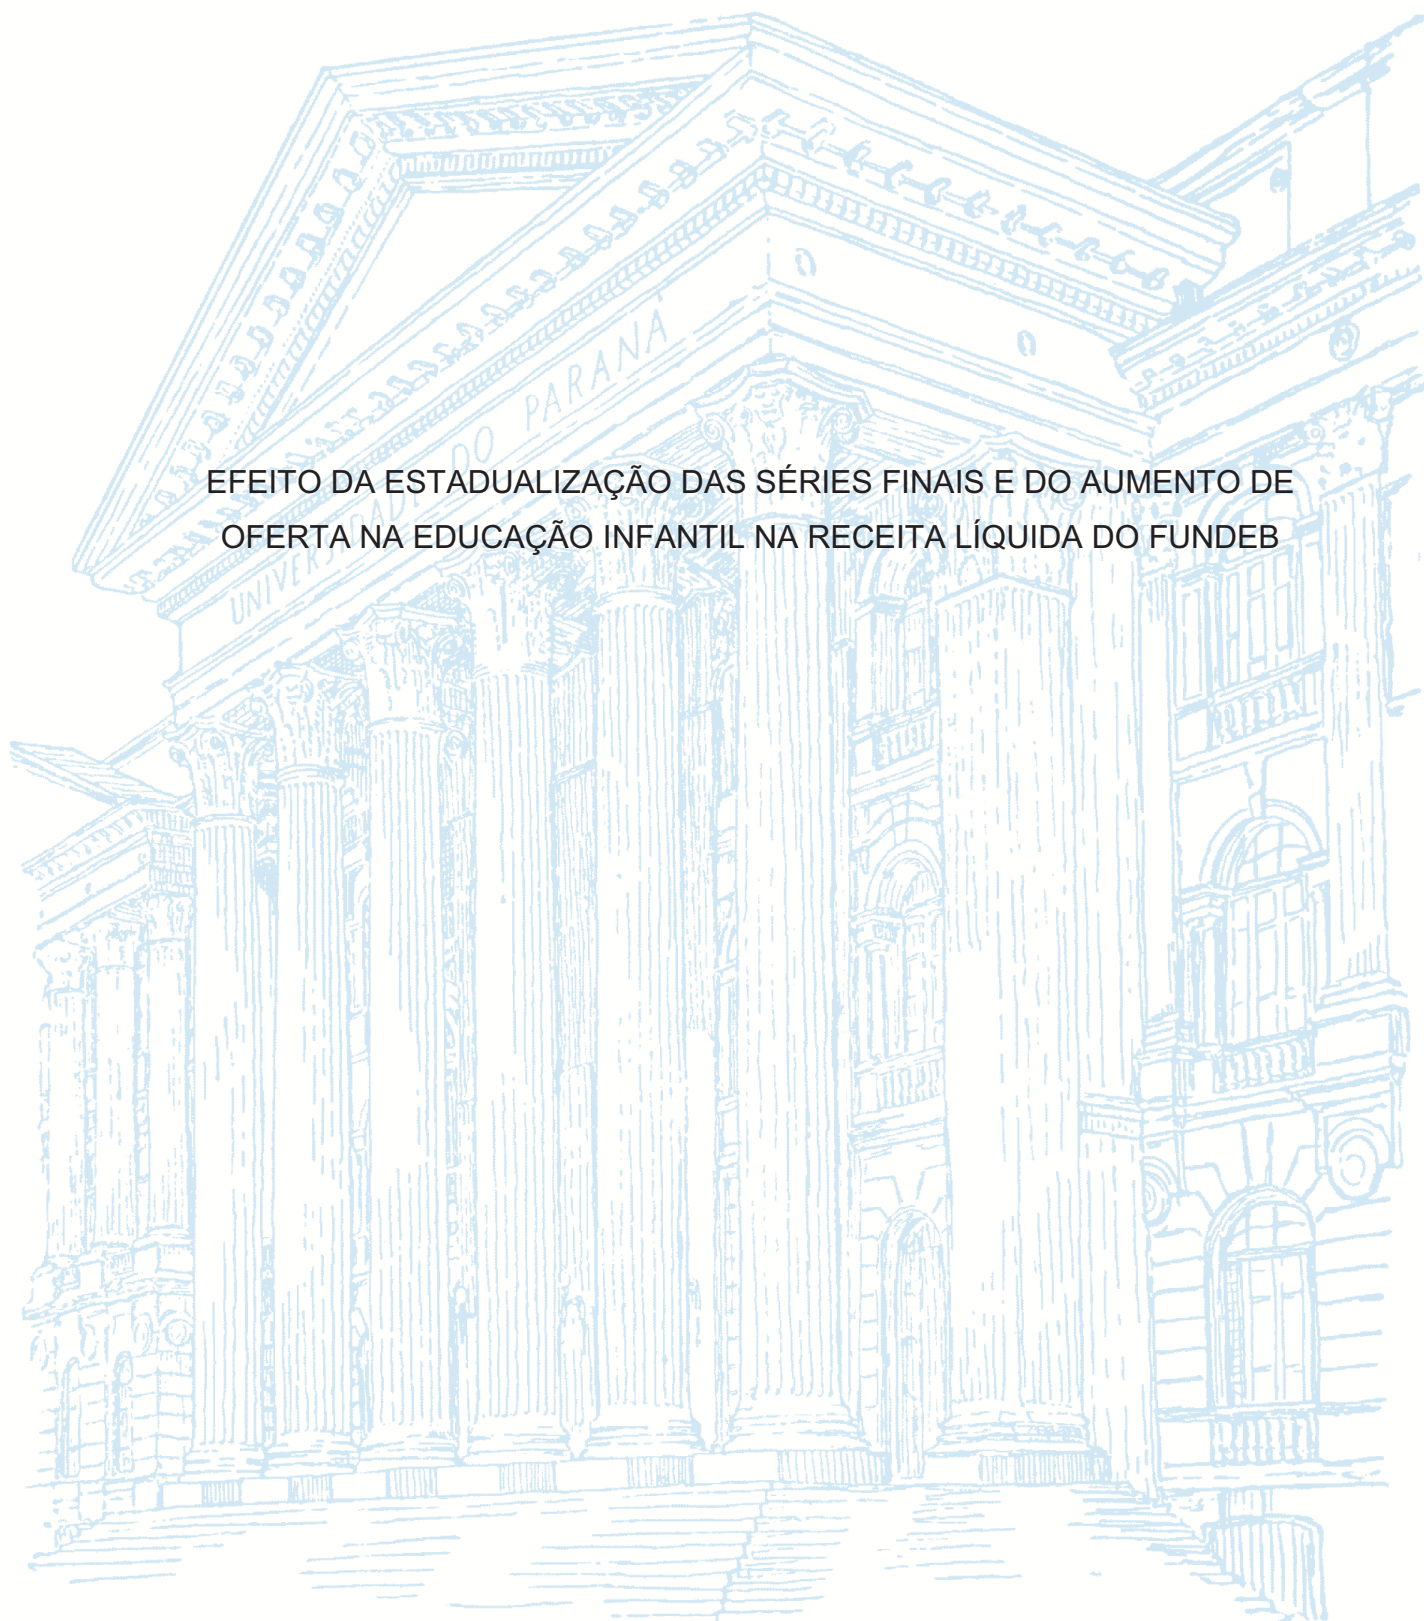 UNIVERSIDADE DO PARANÁ
EFEITO DA ESTADUALIZAÇÃO DAS SÉRIES FINAIS E DO AUMENTO DE
OFERTA NA EDUCAÇÃO INFANTIL NA RECEITA LÍQUIDA DO FUNDEB